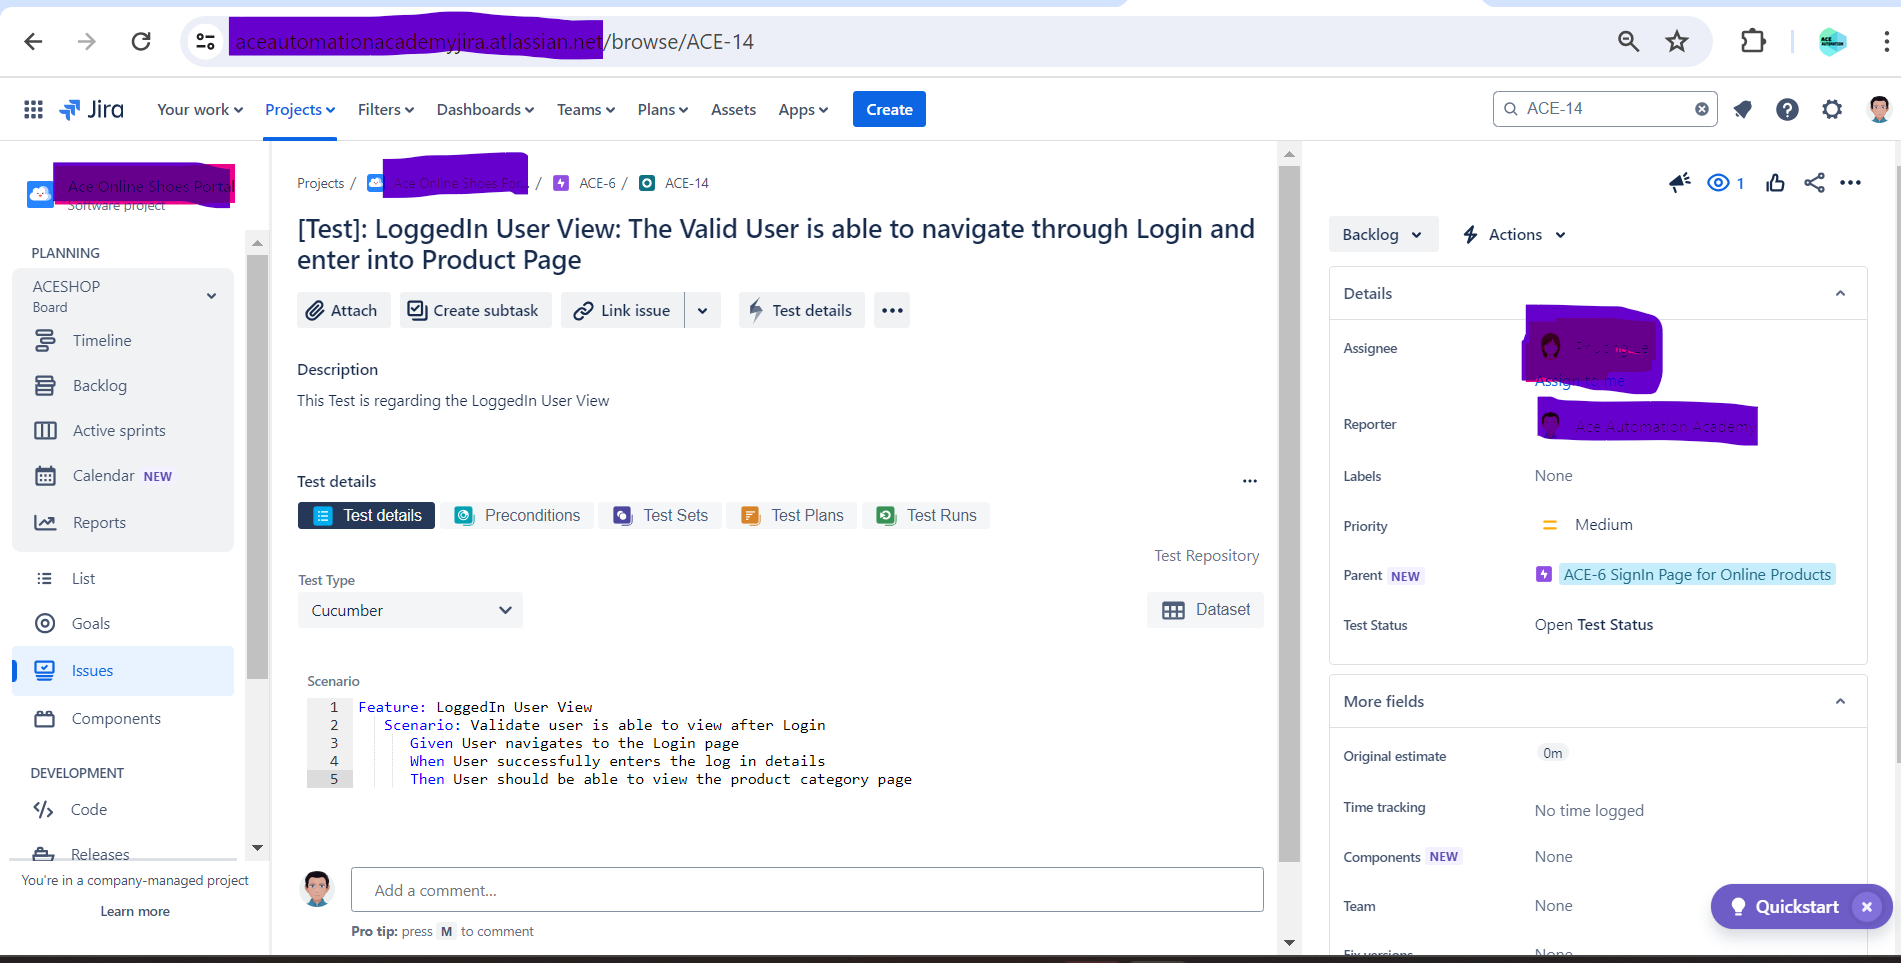 aceautomationacademyjira.atlassian.net/browse/ACE-14
Jira
Your work
Projects
Filters
Dashboards
Teams
Plans
Assets
Apps
Create
ACE-14
Ace Online Shoes Portal
Software project
PLANNING
ACESHOP
Board
Timeline
Backlog
Active sprints
Calendar NEW
Reports
List
Goals
Issues
Components
DEVELOPMENT
Code
Releases
You're in a company-managed project
Learn more
Projects / Ace Online Shoes Por... / ACE-6 / ACE-14
[Test]: LoggedIn User View: The Valid User is able to navigate through Login and
enter into Product Page
Attach
Create subtask
Link issue
Test details
Description
This Test is regarding the LoggedIn User View
Test details
Test details
Preconditions
Test Sets
Test Plans
Test Runs
Test Repository
Test Type
Cucumber
Dataset
Scenario
1 Feature: LoggedIn User View
2 Scenario: Validate user is able to view after Login
3 Given User navigates to the Login page
4 When User successfully enters the log in details
5 Then User should be able to view the product category page
Add a comment...
Pro tip: press M to comment
1
Backlog
Actions
Details
Assignee
Assign to me
Reporter Ace Automation Academy
Labels None
Priority Medium
Parent NEW ACE-6 SignIn Page for Online Products
Test Status Open Test Status
More fields
Original estimate 0m
Time tracking No time logged
Components NEW None
Team None
Fix versions None
Quickstart